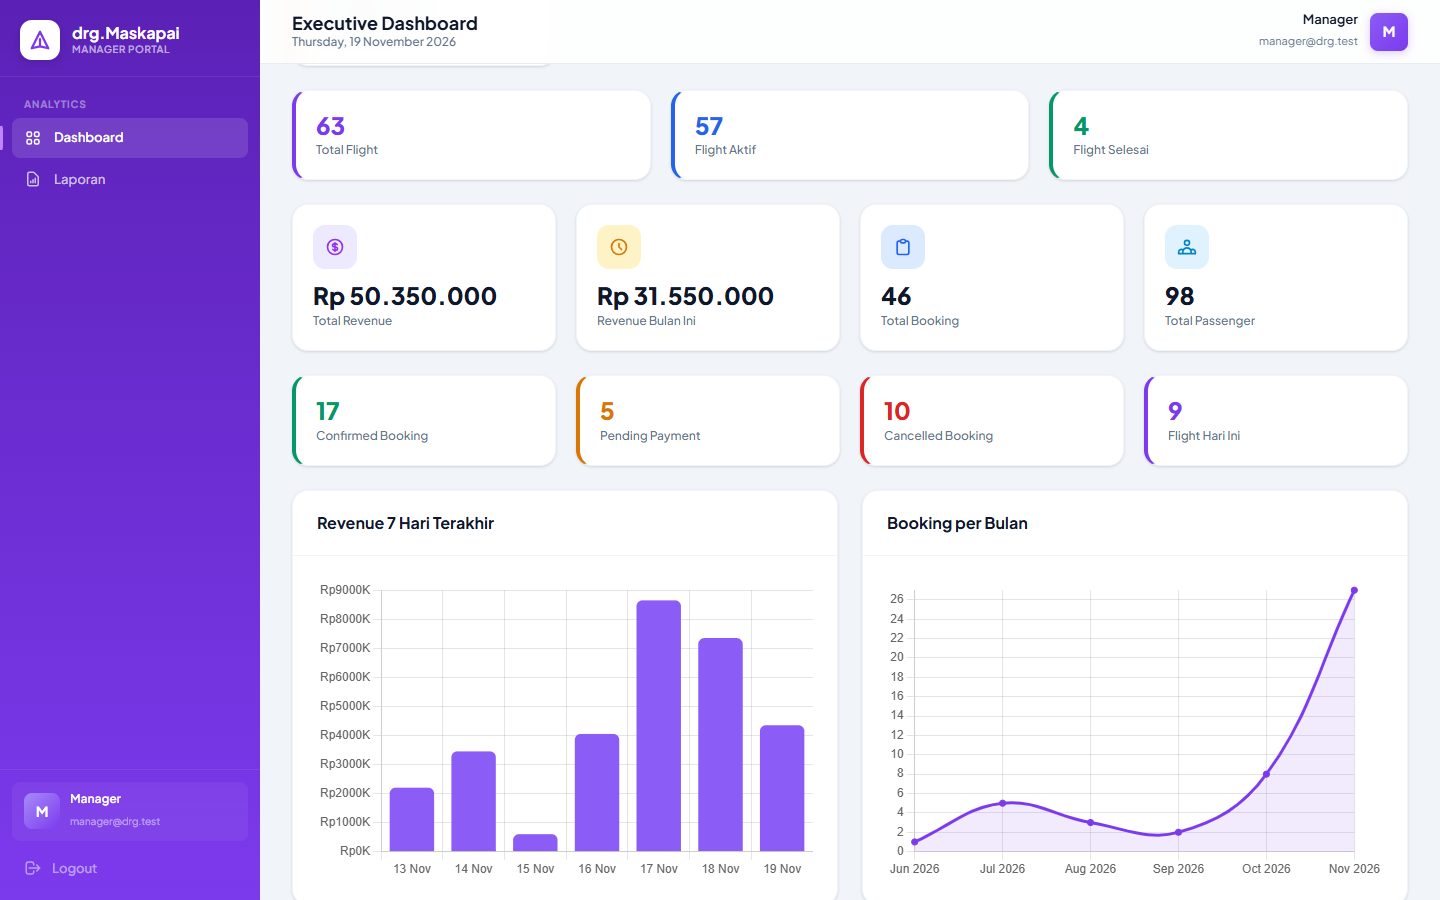 drg.Maskapai
MANAGER PORTAL
ANALYTICS
Dashboard
Laporan
M
Manager
manager@drg.test
Logout
Executive Dashboard
Thursday, 19 November 2026
Manager
manager@drg.test
M
63
Total Flight
57
Flight Aktif
4
Flight Selesai
Rp 50.350.000
Total Revenue
Rp 31.550.000
Revenue Bulan Ini
46
Total Booking
98
Total Passenger
17
Confirmed Booking
5
Pending Payment
10
Cancelled Booking
9
Flight Hari Ini
Revenue 7 Hari Terakhir
Rp9000K
Rp8000K
Rp7000K
Rp6000K
Rp5000K
Rp4000K
Rp3000K
Rp2000K
Rp1000K
Rp0K
13 Nov 14 Nov 15 Nov 16 Nov 17 Nov 18 Nov 19 Nov
Booking per Bulan
26
24
22
20
18
16
14
12
10
8
6
4
2
0
Jun 2026 Jul 2026 Aug 2026 Sep 2026 Oct 2026 Nov 2026